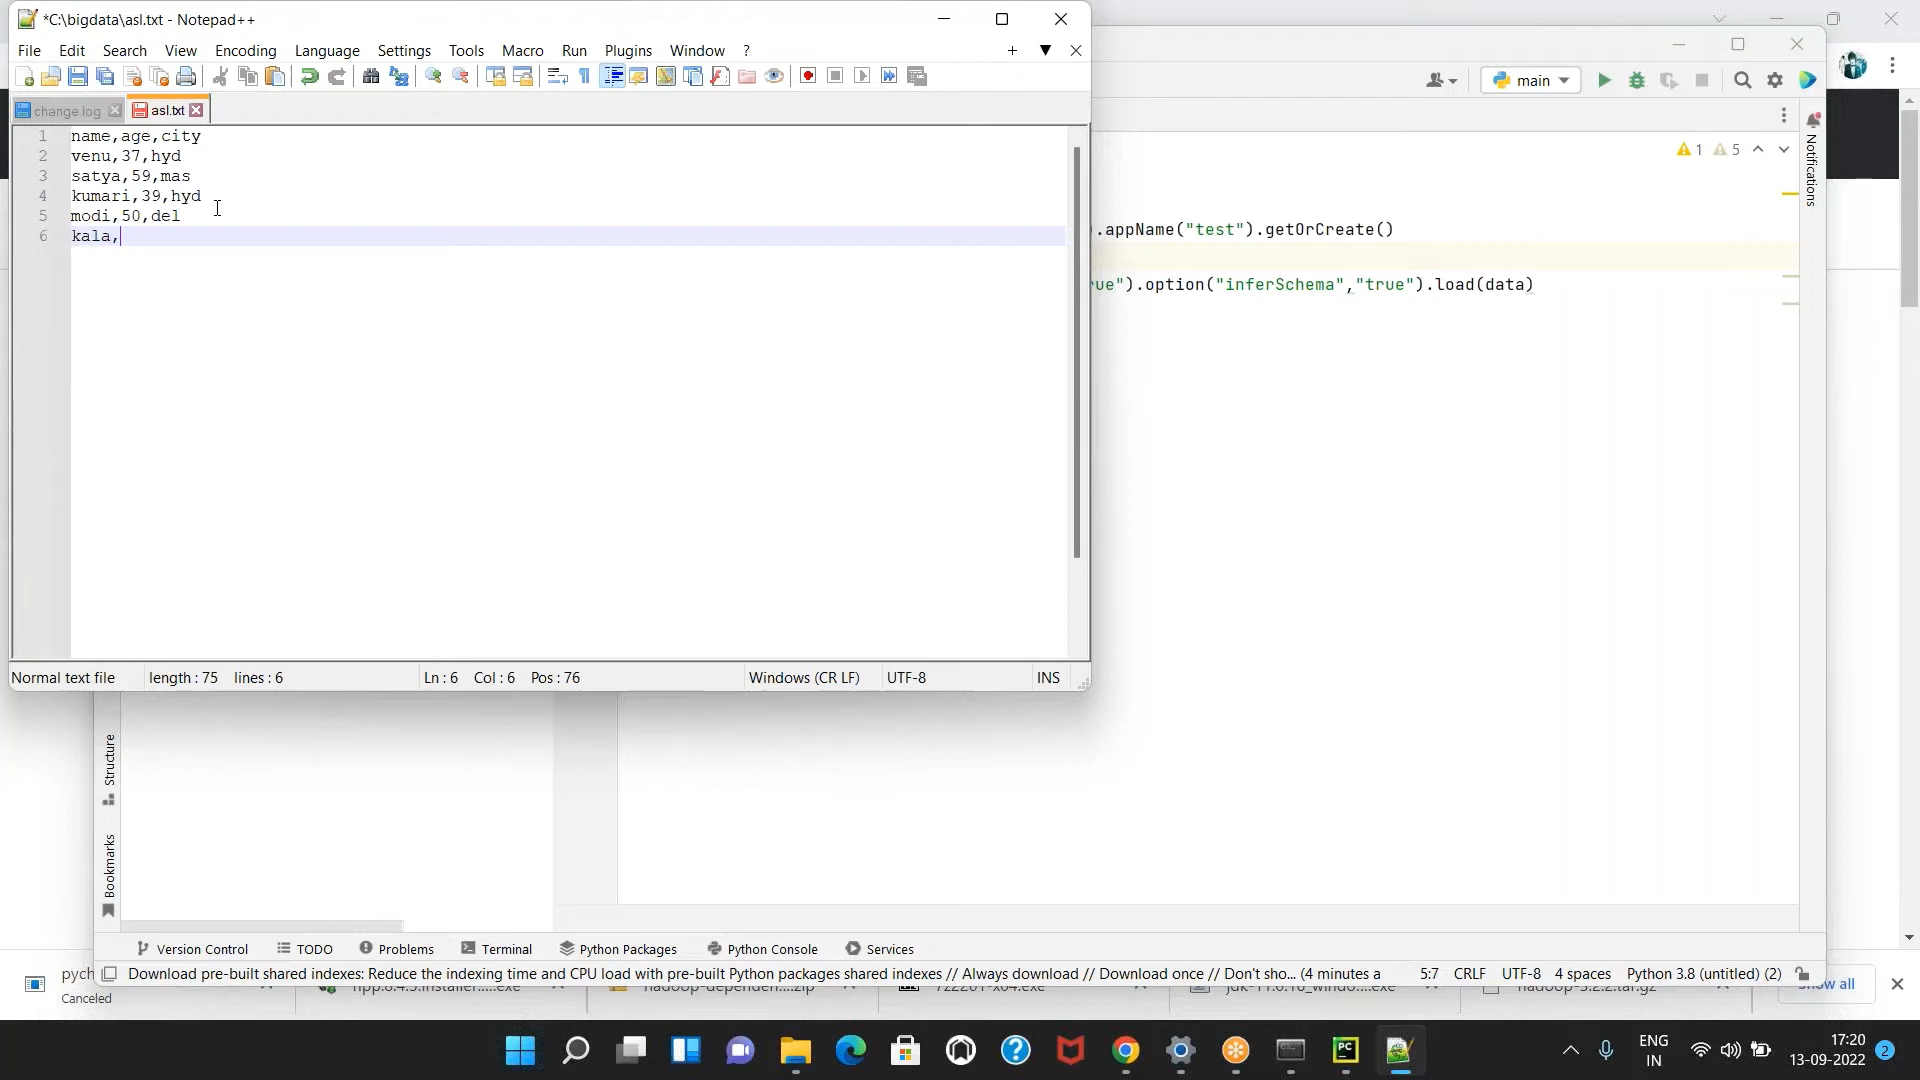 *C:\bigdata\asl.txt - Notepad++
File Edit Search View Encoding Language Settings Tools Macro Run Plugins Window ?
change.log asl.txt
1 name,age,city
2 venu,37,hyd
3 satya,59,mas
4 kumari,39,hyd
5 modi,50,del
6 kala,
Normal text file length : 75 lines : 6 Ln : 6 Col : 6 Pos : 76 Windows (CR LF) UTF-8 INS
main
1 5
Notifications
).appName("test").getOrCreate()
rue").option("inferSchema","true").load(data)
Structure
Bookmarks
Version Control TODO Problems Terminal Python Packages Python Console Services
Download pre-built shared indexes: Reduce the indexing time and CPU load with pre-built Python packages shared indexes // Always download // Download once // Don't sho... (4 minutes a 5:7 CRLF UTF-8 4 spaces Python 3.8 (untitled) (2)
pych
Canceled
Show all
ENG
IN
17:20
13-09-2022
2